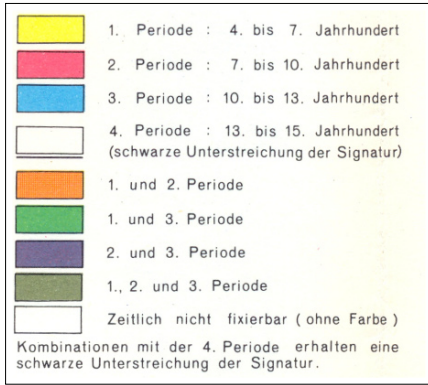 1. Periode : 4. bis 7. Jahrhundert
2. Periode : 7. bis 10. Jahrhundert
3. Periode : 10. bis 13. Jahrhundert
4. Periode : 13. bis 15. Jahrhundert
(schwarze Unterstreichung der Signatur)
1. und 2. Periode
1. und 3. Periode
2. und 3. Periode
1., 2. und 3. Periode
Zeitlich nicht fixierbar ( ohne Farbe )
Kombinationen mit der 4. Periode erhalten eine
schwarze Unterstreichung der Signatur.